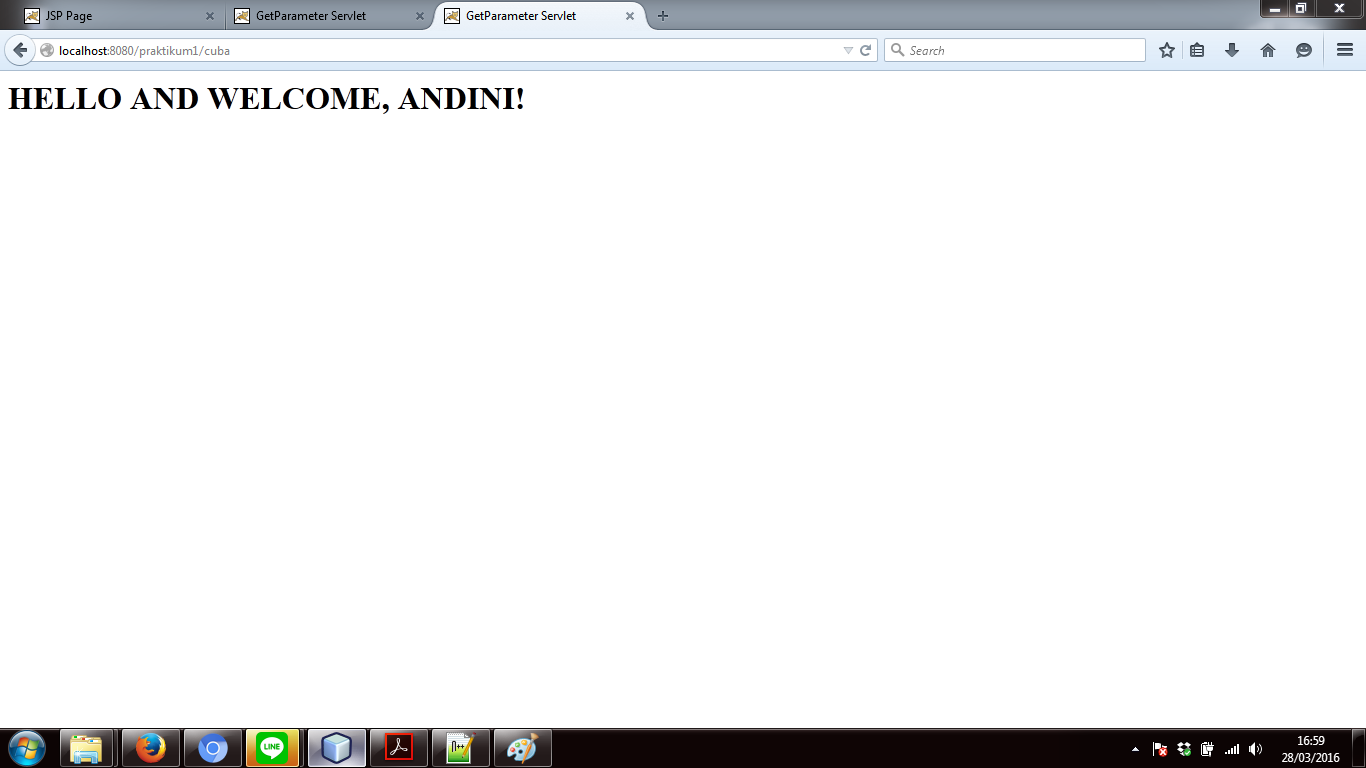 JSP Page
GetParameter Servlet
GetParameter Servlet
localhost:8080/praktikum1/cuba
Search
HELLO AND WELCOME, ANDINI!
LINE
16:59
28/03/2016